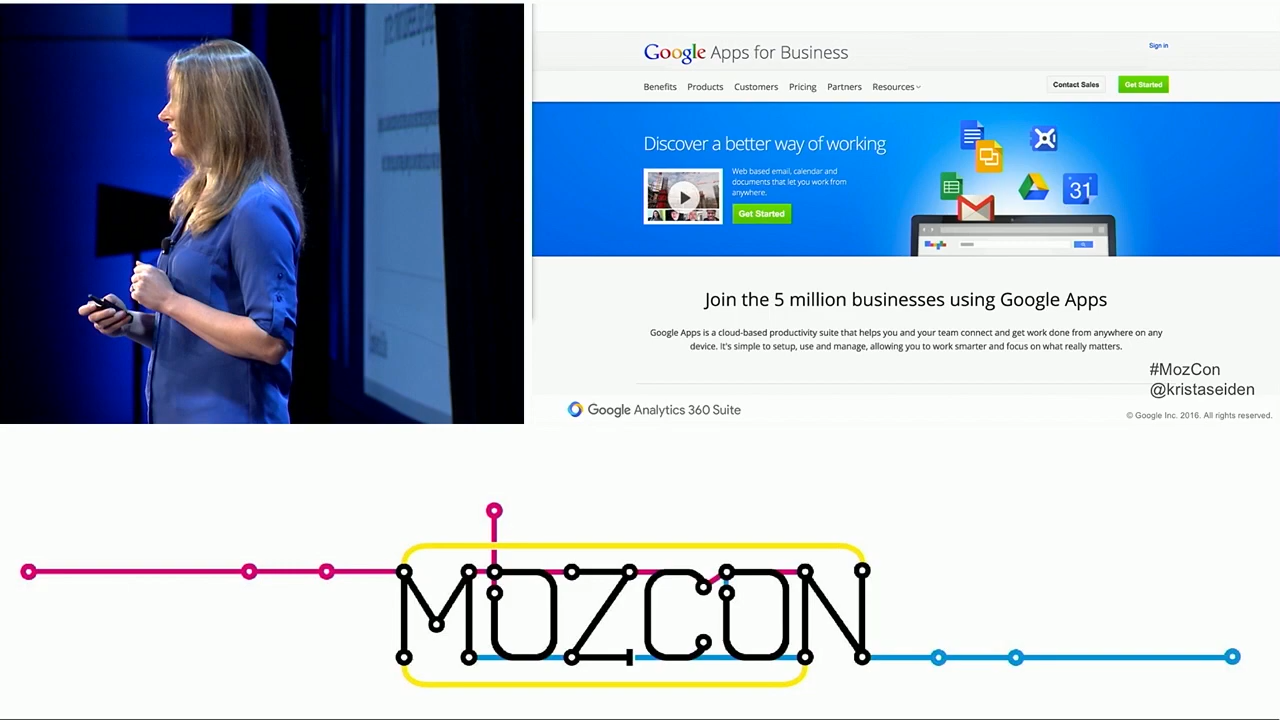 Google Apps for Business
Sign in
Benefits Products Customers Pricing Partners Resources
Contact Sales
Get Started
Discover a better way of working
Web based email, calendar and
documents that let you work from
anywhere.
Get Started
31
Join the 5 million businesses using Google Apps
Google Apps is a cloud-based productivity suite that helps you and your team connect and get work done from anywhere on any
device. It's simple to setup, use and manage, allowing you to work smarter and focus on what really matters.
#MozCon
@kristaseiden
Google Analytics 360 Suite
© Google Inc. 2016. All rights reserved.
MOZCON